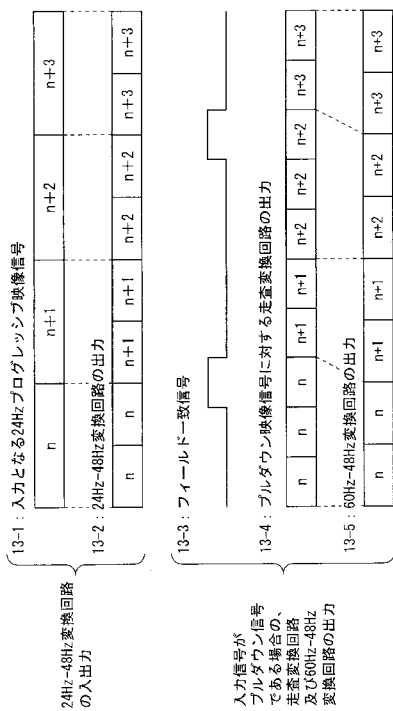 24Hz-48Hz変換回路
の入出力
13-1：入力となる24Hzプログレッシブ映像信号
n n+1 n+2 n+3
13-2：24Hz-48Hz変換回路の出力
n n n+1 n+1 n+2 n+2 n+3 n+3
入力信号が
プルダウン信号
である場合の、
走査変換回路
及び60Hz-48Hz
変換回路の出力
13-3：フィールド一致信号
13-4：プルダウン映像信号に対する走査変換回路の出力
n n n n+1 n+1 n+2 n+2 n+2 n+3 n+3
13-5：60Hz-48Hz変換回路の出力
n n n+1 n+1 n+2 n+2 n+3 n+3